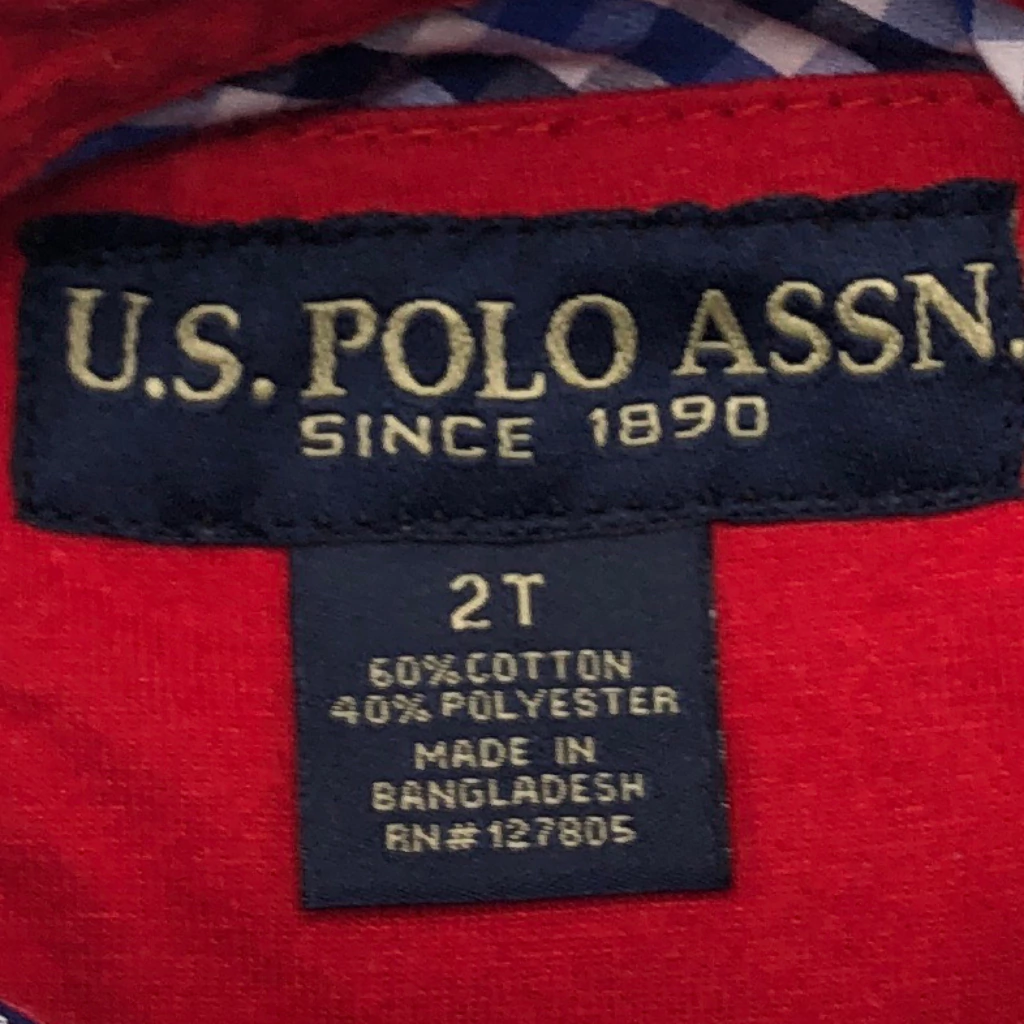 U.S. POLO ASSN.
SINCE 1890
2T
60% COTTON
40% POLYESTER
MADE IN
BANGLADESH
RN# 127805